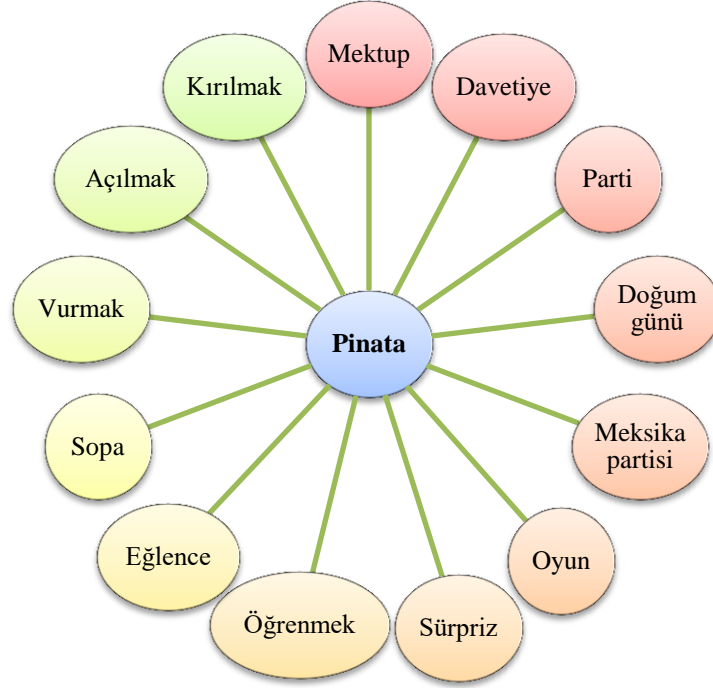 Mektup
Davetiye
Parti
Doğum
günü
Meksika
partisi
Oyun
Sürpriz
Öğrenmek
Eğlence
Sopa
Vurmak
Açılmak
Kırılmak
Pinata